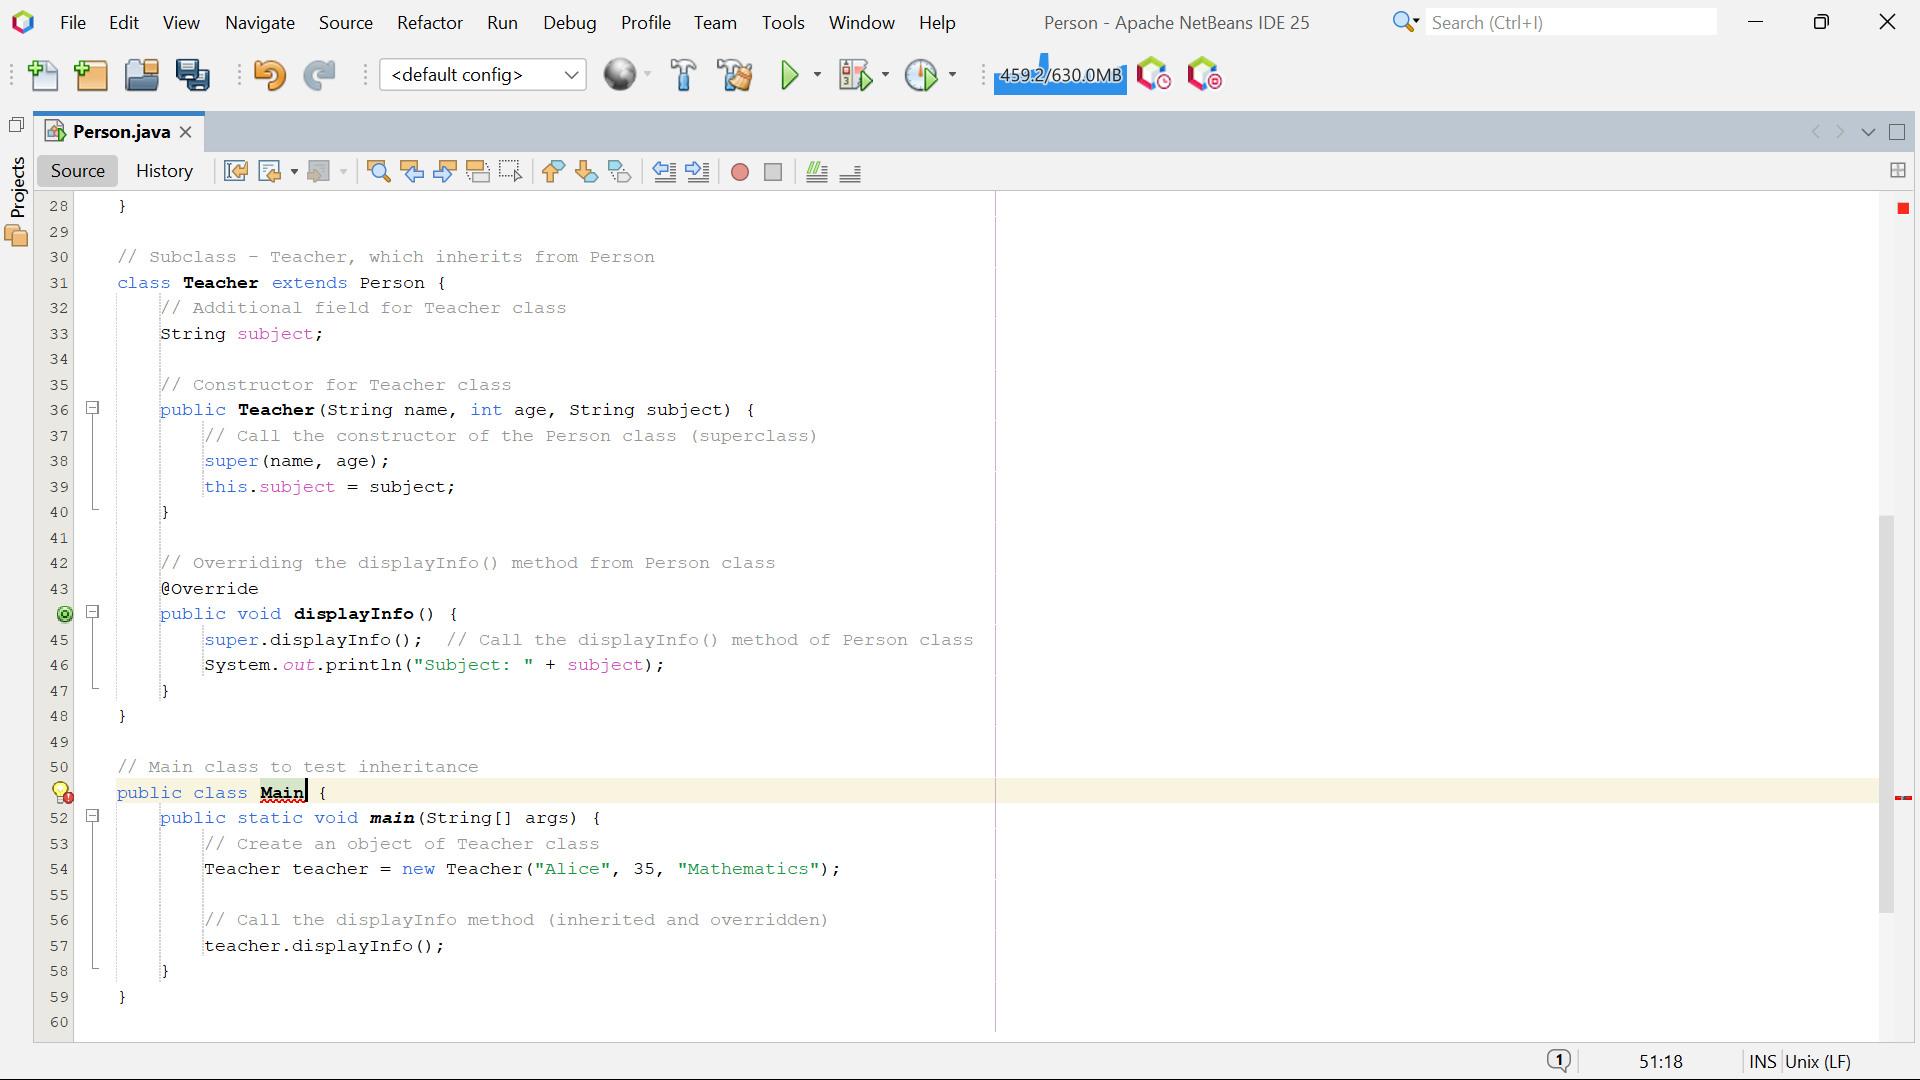 File Edit View Navigate Source Refactor Run Debug Profile Team Tools Window Help
Person - Apache NetBeans IDE 25
Search (Ctrl+I)
<default config>
459.2/630.0MB
Projects
Person.java
Source History
28 }
29
30 // Subclass - Teacher, which inherits from Person
31 class Teacher extends Person {
32 // Additional field for Teacher class
33 String subject;
34
35 // Constructor for Teacher class
36 public Teacher(String name, int age, String subject) {
37 // Call the constructor of the Person class (superclass)
38 super(name, age);
39 this.subject = subject;
40 }
41
42 // Overriding the displayInfo() method from Person class
43 @Override
public void displayInfo() {
45 super.displayInfo(); // Call the displayInfo() method of Person class
46 System.out.println("Subject: " + subject);
47 }
48 }
49
50 // Main class to test inheritance
public class Main {
52 public static void main(String[] args) {
53 // Create an object of Teacher class
54 Teacher teacher = new Teacher("Alice", 35, "Mathematics");
55
56 // Call the displayInfo method (inherited and overridden)
57 teacher.displayInfo();
58 }
59 }
60
1
51:18
INS Unix (LF)